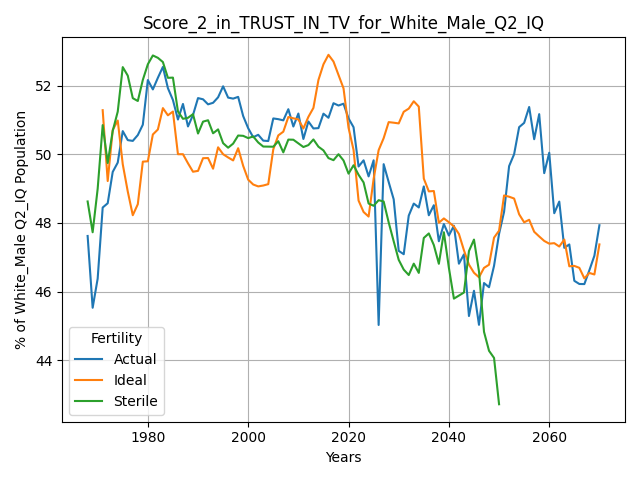 Score_2_in_TRUST_IN_TV_for_White_Male_Q2_IQ
% of White_Male Q2_IQ Population
52
50
48
46
44
Fertility
Actual
Ideal
Sterile
1980
2000
2020
2040
2060
Years